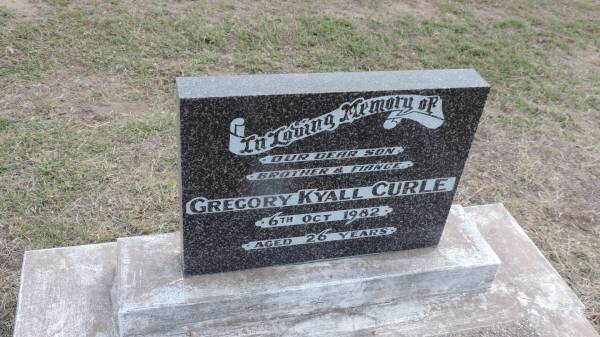 In Loving Memory of
OUR DEAR SON
BROTHER & FIANCE
GREGORY KYALL CURLE
6TH OCT 1982
AGED 26 YEARS